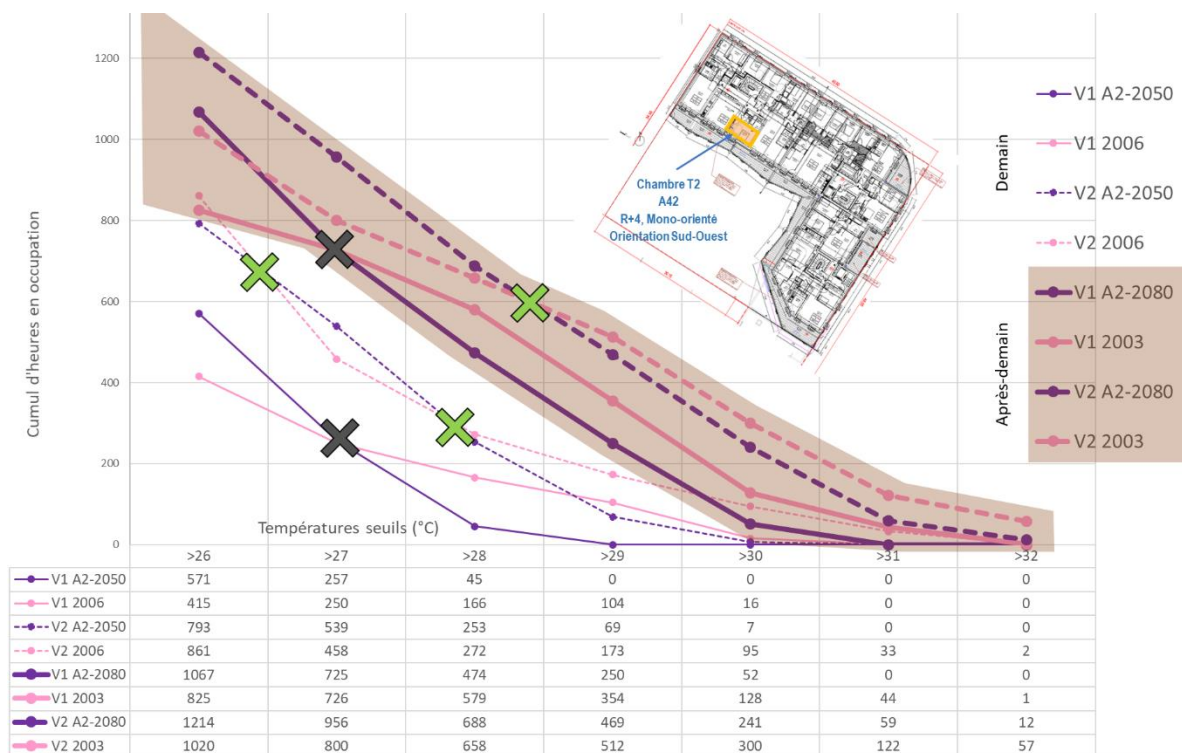 1200
1000
800
600
400
200
0
Cumul d'heures en occupation
Températures seuils (°C)
Chambre T2
A42
R+4, Mono-orienté
Orientation Sud-Ouest
Demain
V1 A2-2050
V1 2006
V2 A2-2050
V2 2006
Après-demain
V1 A2-2080
V1 2003
V2 A2-2080
V2 2003
>26 >27 >28 >29 >30 >31 >32
V1 A2-2050 571 257 45 0 0 0 0
V1 2006 415 250 166 104 16 0 0
V2 A2-2050 793 539 253 69 7 0 0
V2 2006 861 458 272 173 95 33 2
V1 A2-2080 1067 725 474 250 52 0 0
V1 2003 825 726 579 354 128 44 1
V2 A2-2080 1214 956 688 469 241 59 12
V2 2003 1020 800 658 512 300 122 57